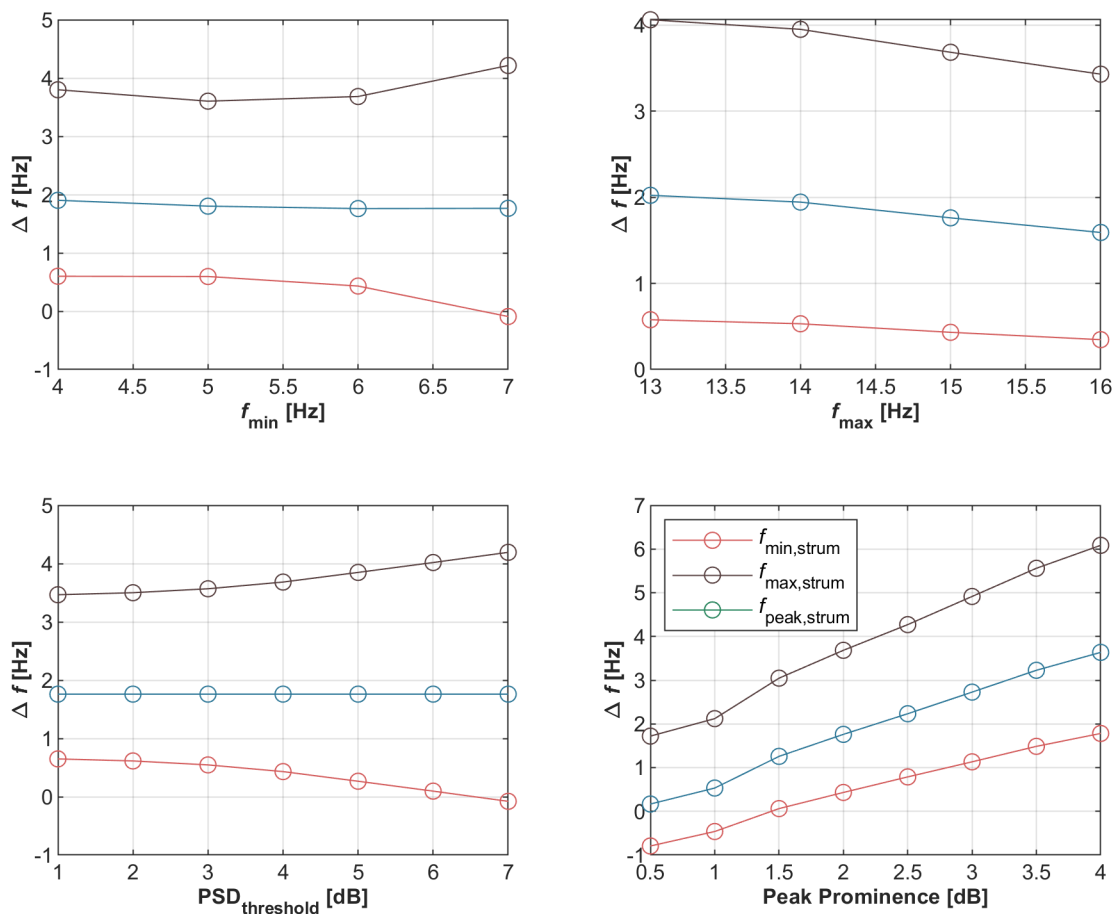 5
4
3
2
1
0
-1
Δ f [Hz]
4 4.5 5 5.5 6 6.5 7
f_min [Hz]
4
3
2
1
0
Δ f [Hz]
13 13.5 14 14.5 15 15.5 16
f_max [Hz]
5
4
3
2
1
0
-1
Δ f [Hz]
1 2 3 4 5 6 7
PSD_threshold [dB]
7
6
5
4
3
2
1
0
-1
Δ f [Hz]
f_min,strum
f_max,strum
f_peak,strum
0.5 1 1.5 2 2.5 3 3.5 4
Peak Prominence [dB]